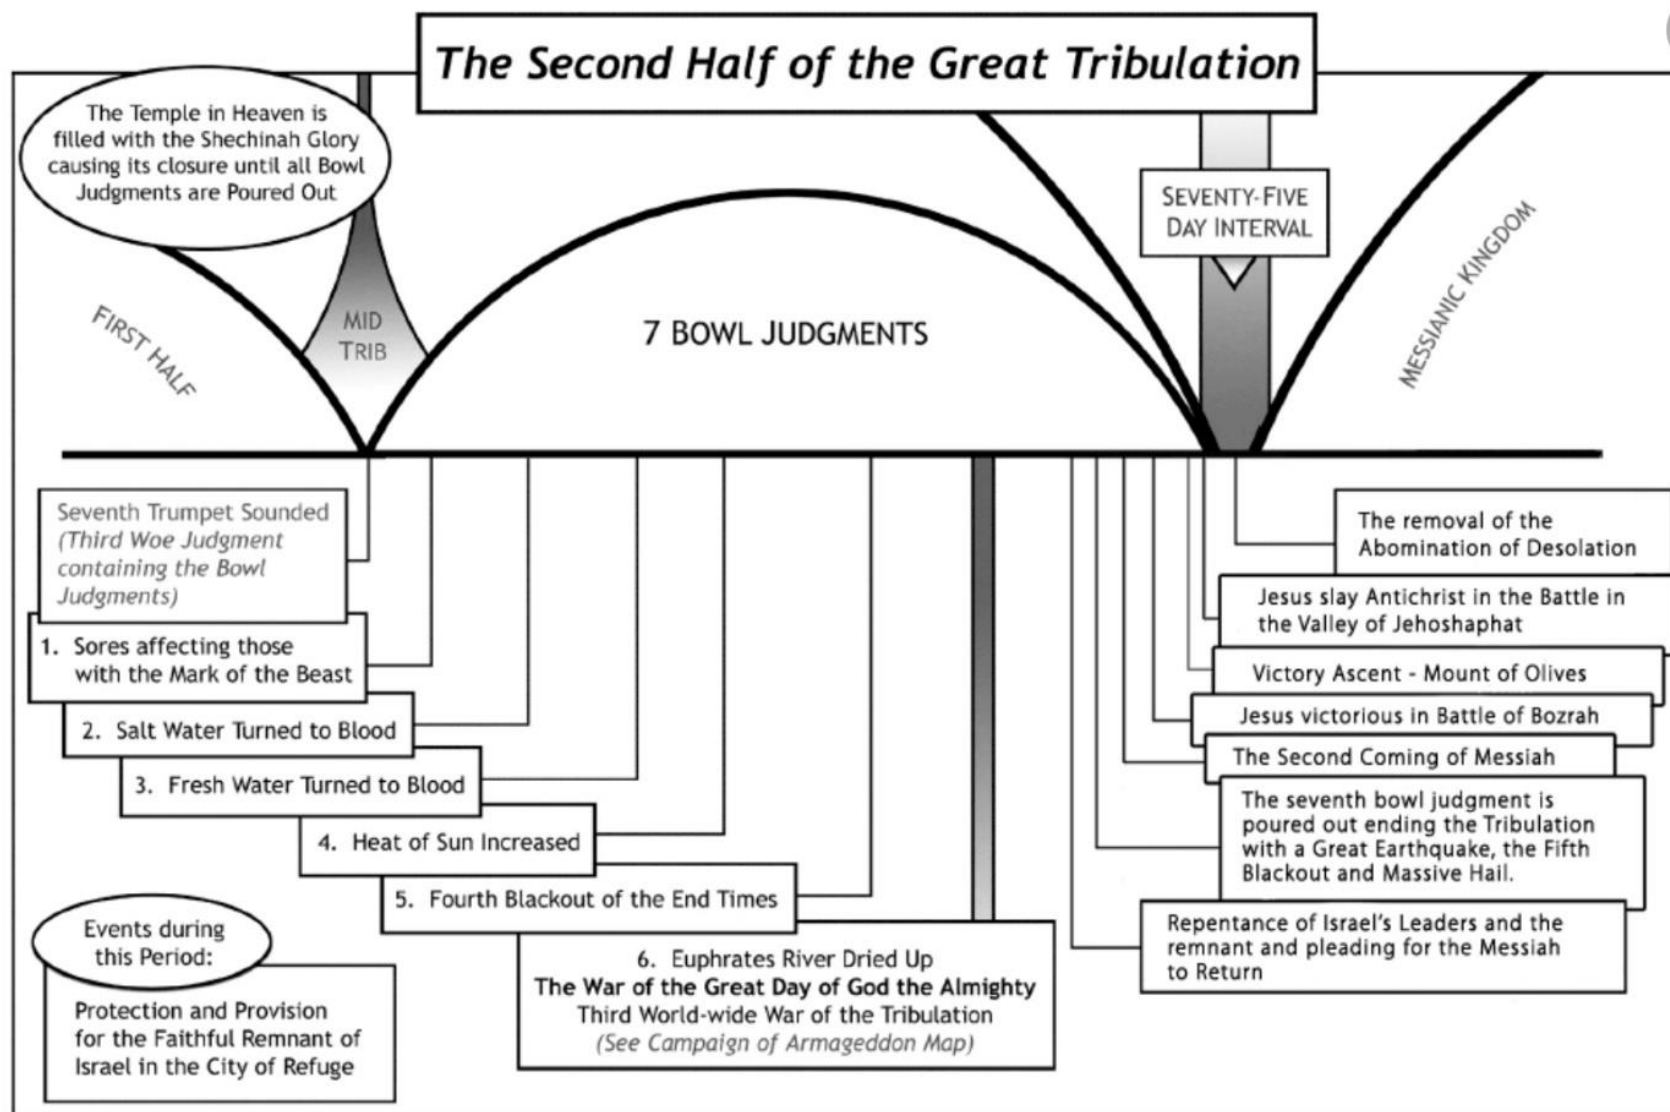 The Second Half of the Great Tribulation
The Temple in Heaven is
filled with the Shechinah Glory
causing its closure until all Bowl
Judgments are Poured Out
FIRST HALF
MID
TRIB
7 BOWL JUDGMENTS
SEVENTY-FIVE
DAY INTERVAL
MESSIANIC KINGDOM
Seventh Trumpet Sounded
(Third Woe Judgment
containing the Bowl
Judgments)
1. Sores affecting those
with the Mark of the Beast
2. Salt Water Turned to Blood
3. Fresh Water Turned to Blood
4. Heat of Sun Increased
5. Fourth Blackout of the End Times
6. Euphrates River Dried Up
The War of the Great Day of God the Almighty
Third World-wide War of the Tribulation
(See Campaign of Armageddon Map)
Events during
this Period:
Protection and Provision
for the Faithful Remnant of
Israel in the City of Refuge
The removal of the
Abomination of Desolation
Jesus slay Antichrist in the Battle in
the Valley of Jehoshaphat
Victory Ascent - Mount of Olives
Jesus victorious in Battle of Bozrah
The Second Coming of Messiah
The seventh bowl judgment is
poured out ending the Tribulation
with a Great Earthquake, the Fifth
Blackout and Massive Hail.
Repentance of Israel's Leaders and the
remnant and pleading for the Messiah
to Return